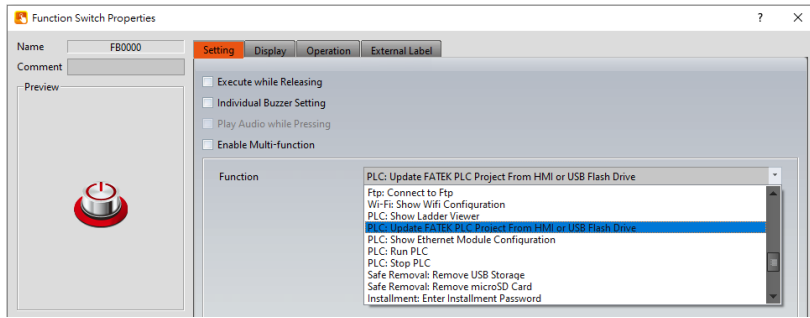 Function Switch Properties
? ×
Name FB0000
Comment
Preview
Setting Display Operation External Label
Execute while Releasing
Individual Buzzer Setting
Play Audio while Pressing
Enable Multi-function
Function PLC: Update FATEK PLC Project From HMI or USB Flash Drive
Ftp: Connect to Ftp
Wi-Fi: Show Wifi Configuration
PLC: Show Ladder Viewer
PLC: Update FATEK PLC Project From HMI or USB Flash Drive
PLC: Show Ethernet Module Configuration
PLC: Run PLC
PLC: Stop PLC
Safe Removal: Remove USB Storage
Safe Removal: Remove microSD Card
Installment: Enter Installment Password